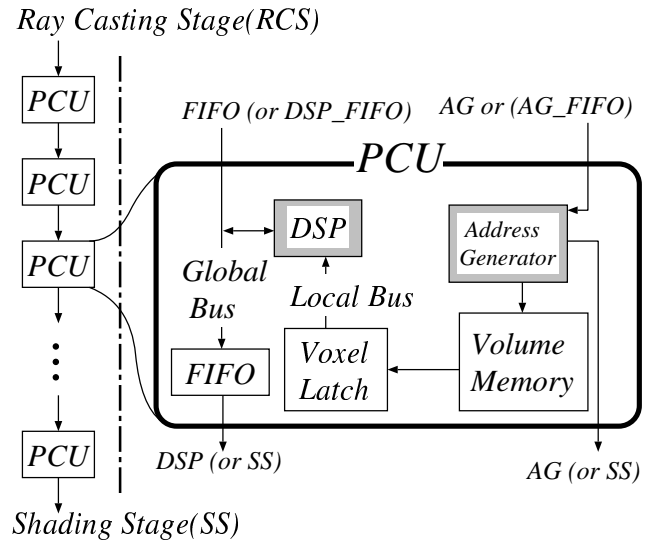 Ray Casting Stage(RCS)
PCU
PCU
PCU
PCU
Shading Stage(SS)
FIFO (or DSP_FIFO)
AG or (AG_FIFO)
PCU
DSP
Address
Generator
Global
Bus
Local Bus
FIFO
Voxel
Latch
Volume
Memory
DSP (or SS)
AG (or SS)